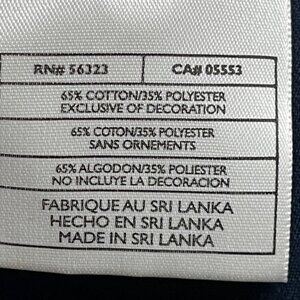 RN# 56323 CA# 05553
65% COTTON/35% POLYESTER
EXCLUSIVE OF DECORATION
65% COTON/35% POLYESTER
SANS ORNEMENTS
65% ALGODON/35% POLIESTER
NO INCLUYE LA DECORACION
FABRIQUE AU SRI LANKA
HECHO EN SRI LANKA
MADE IN SRI LANKA